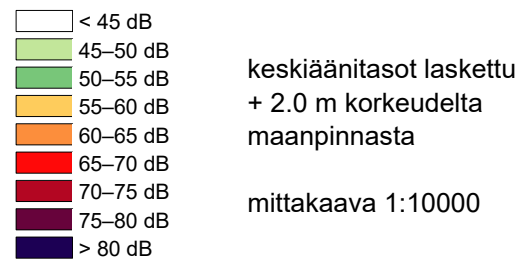 < 45 dB
45–50 dB
50–55 dB
55–60 dB
60–65 dB
65–70 dB
70–75 dB
75–80 dB
> 80 dB
keskiäänitasot laskettu
+ 2.0 m korkeudelta
maanpinnasta
mittakaava 1:10000